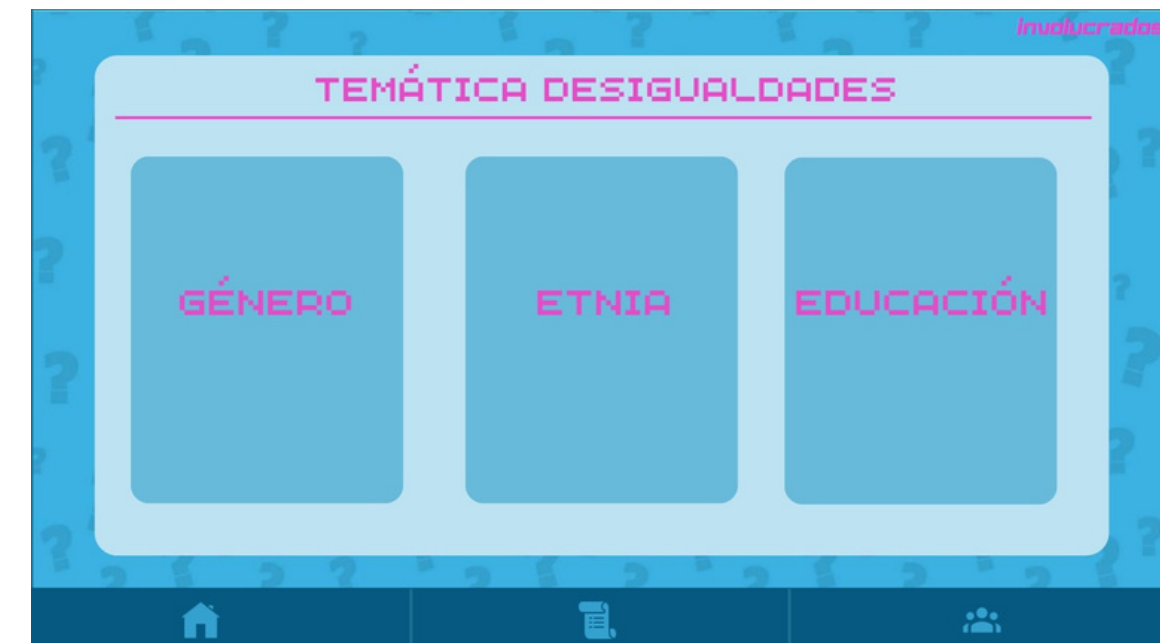 involucrados
TEMÁTICA DESIGUALDADES
GÉNERO
ETNIA
EDUCACIÓN